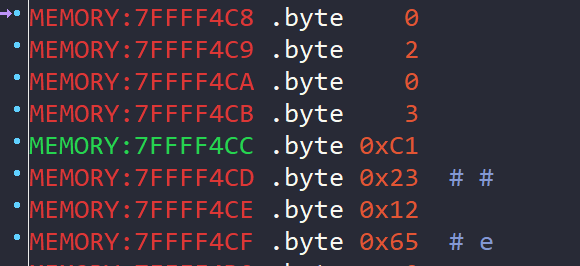 MEMORY:7FFFF4C8 .byte    0
MEMORY:7FFFF4C9 .byte    2
MEMORY:7FFFF4CA .byte    0
MEMORY:7FFFF4CB .byte    3
MEMORY:7FFFF4CC .byte 0xC1
MEMORY:7FFFF4CD .byte 0x23  # #
MEMORY:7FFFF4CE .byte 0x12
MEMORY:7FFFF4CF .byte 0x65  # e